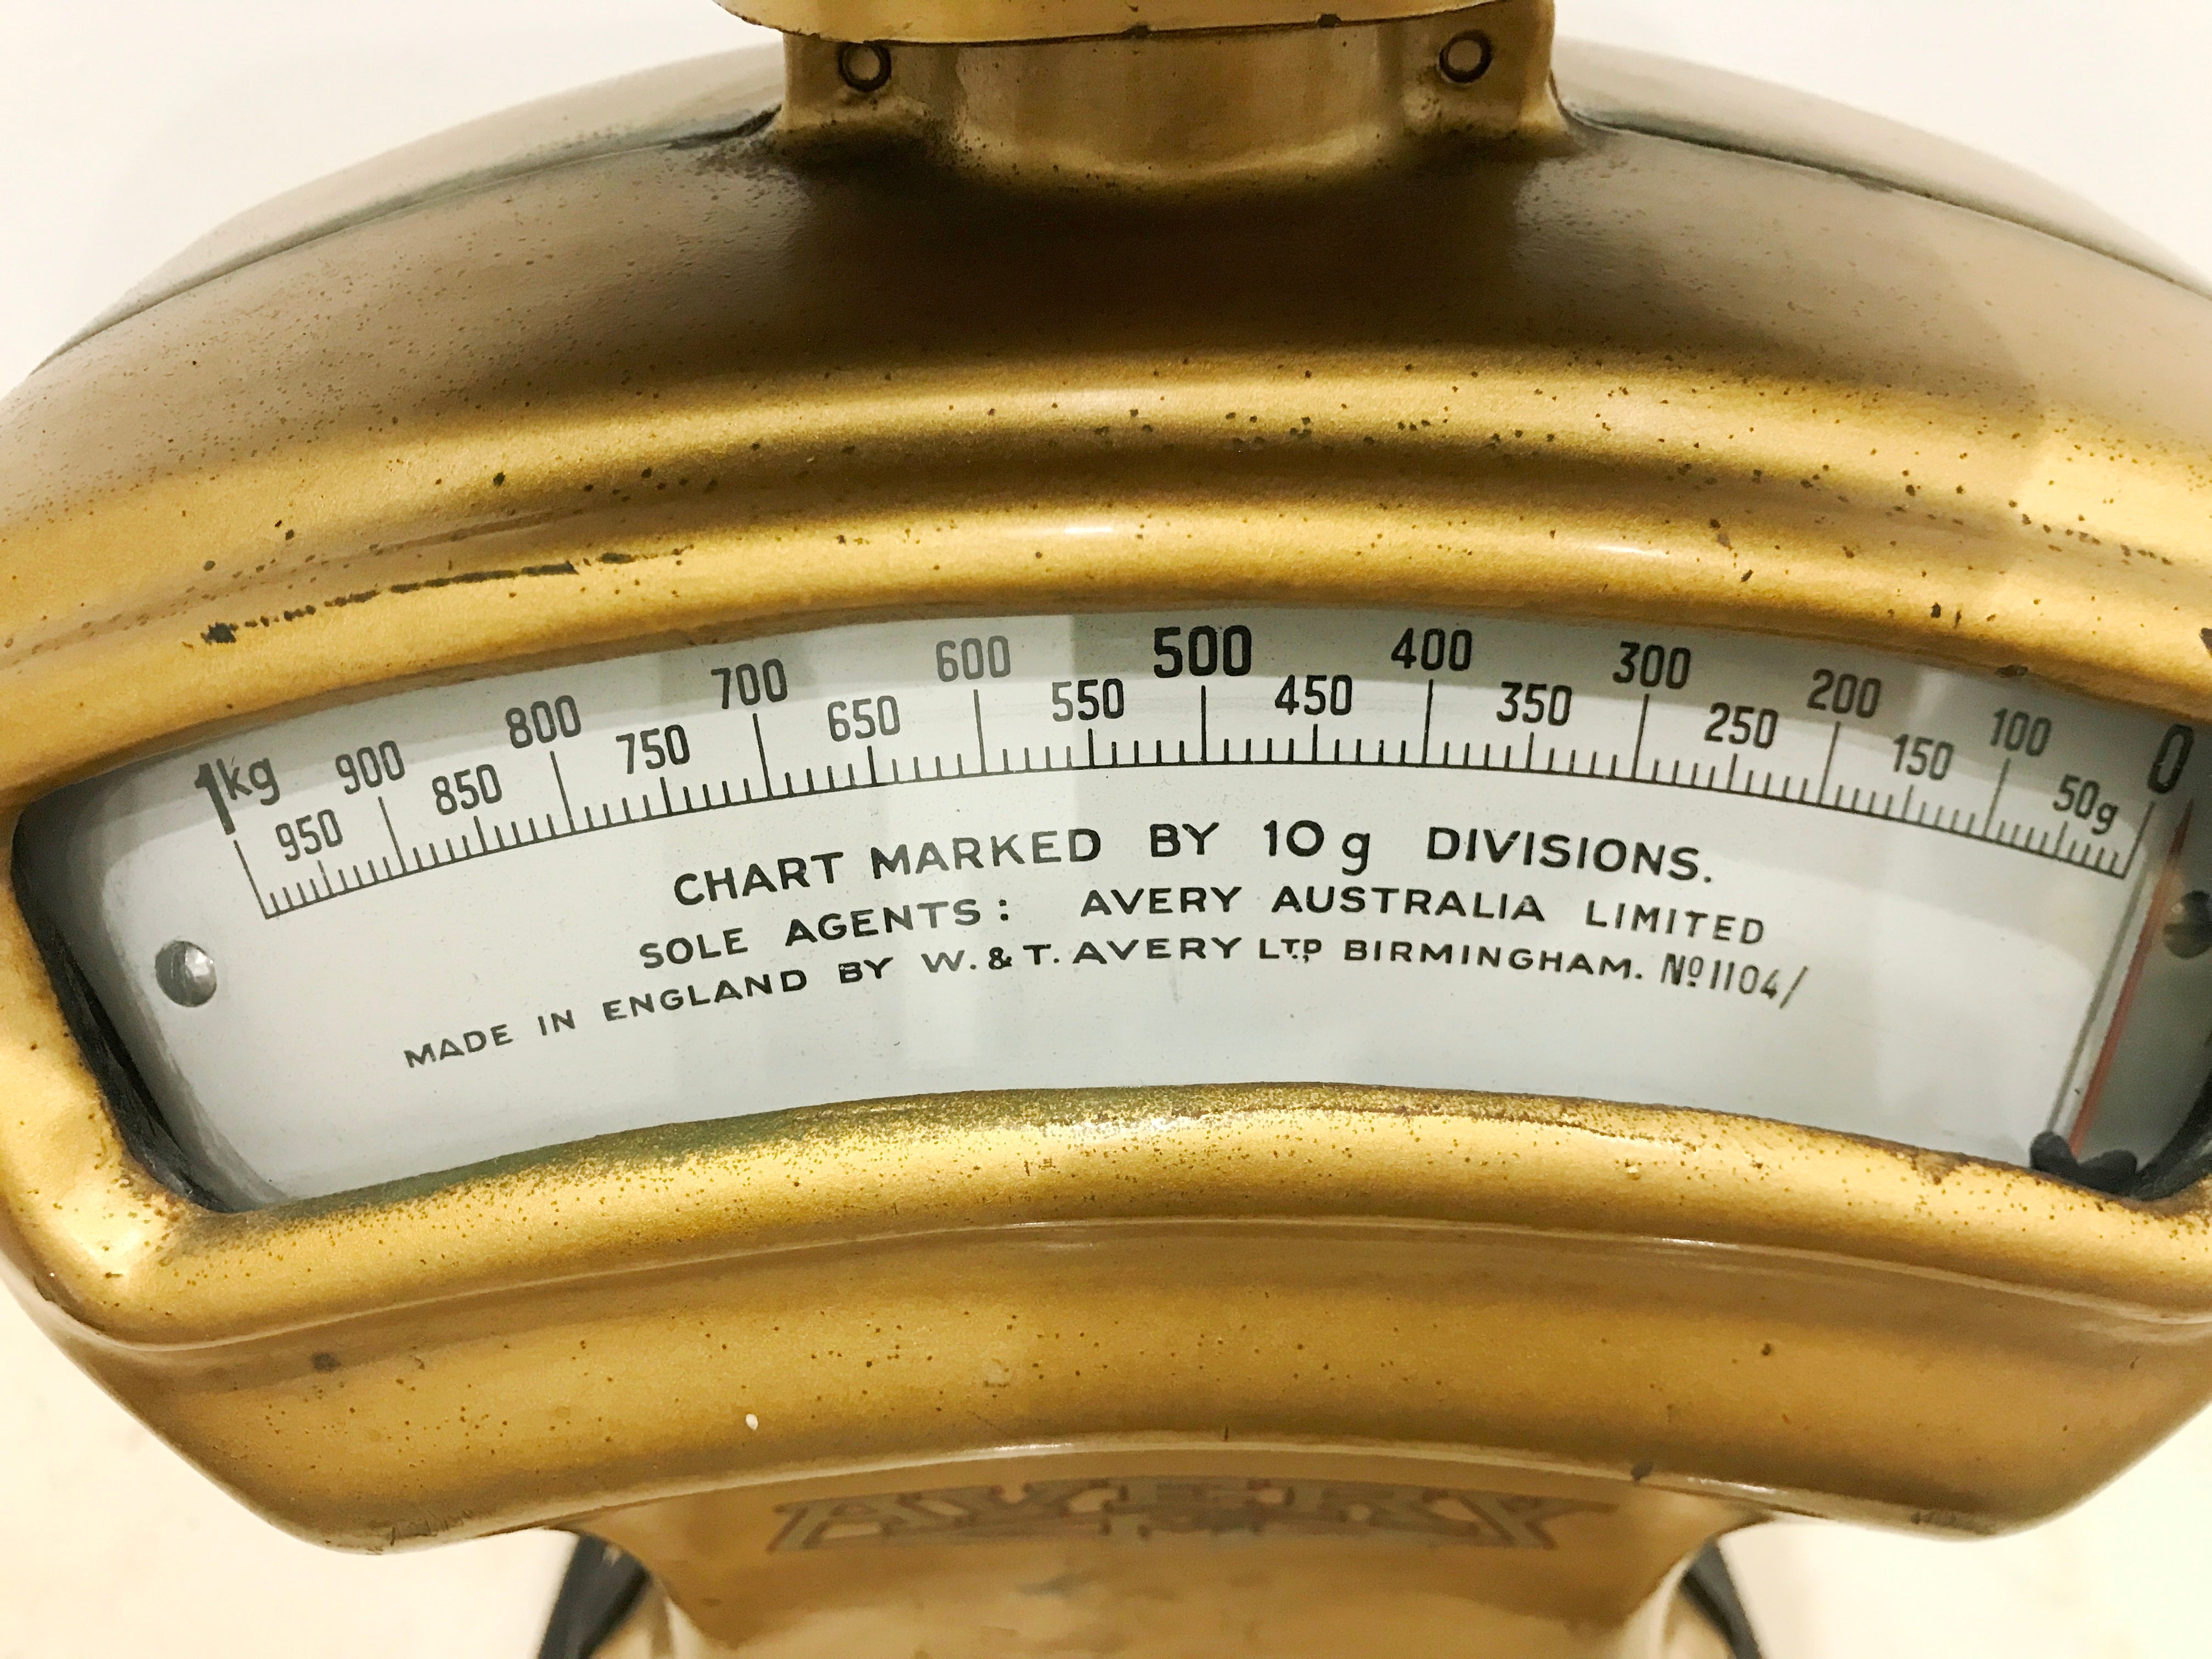 1kg 900 800 700 600 500 400 300 200 100 0
950 850 750 650 550 450 350 250 150 50g
CHART MARKED BY 10g DIVISIONS.
SOLE AGENTS: AVERY AUSTRALIA LIMITED
MADE IN ENGLAND BY W. & T. AVERY LTD BIRMINGHAM. Nº 1104/
AVERY